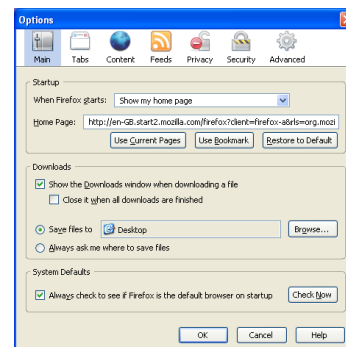 Options
Main Tabs Content Feeds Privacy Security Advanced
Startup
When Firefox starts: Show my home page
Home Page: http://en-GB.start2.mozilla.com/firefox?client=firefox-a&rls=org.mozi
Use Current Pages Use Bookmark Restore to Default
Downloads
Show the Downloads window when downloading a file
Close it when all downloads are finished
Save files to Desktop Browse...
Always ask me where to save files
System Defaults
Always check to see if Firefox is the default browser on startup Check Now
OK Cancel Help